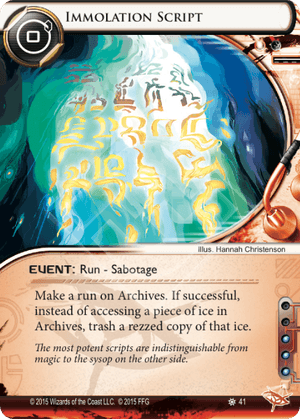 IMMOLATION SCRIPT
0
Illus. Hannah Christenson
EVENT: Run - Sabotage
Make a run on Archives. If successful,
instead of accessing a piece of ice in
Archives, trash a rezzed copy of that ice.
The most potent scripts are indistinguishable from
magic to the sysop on the other side.
© 2015 Wizards of the Coast LLC. © 2015 FFG
41